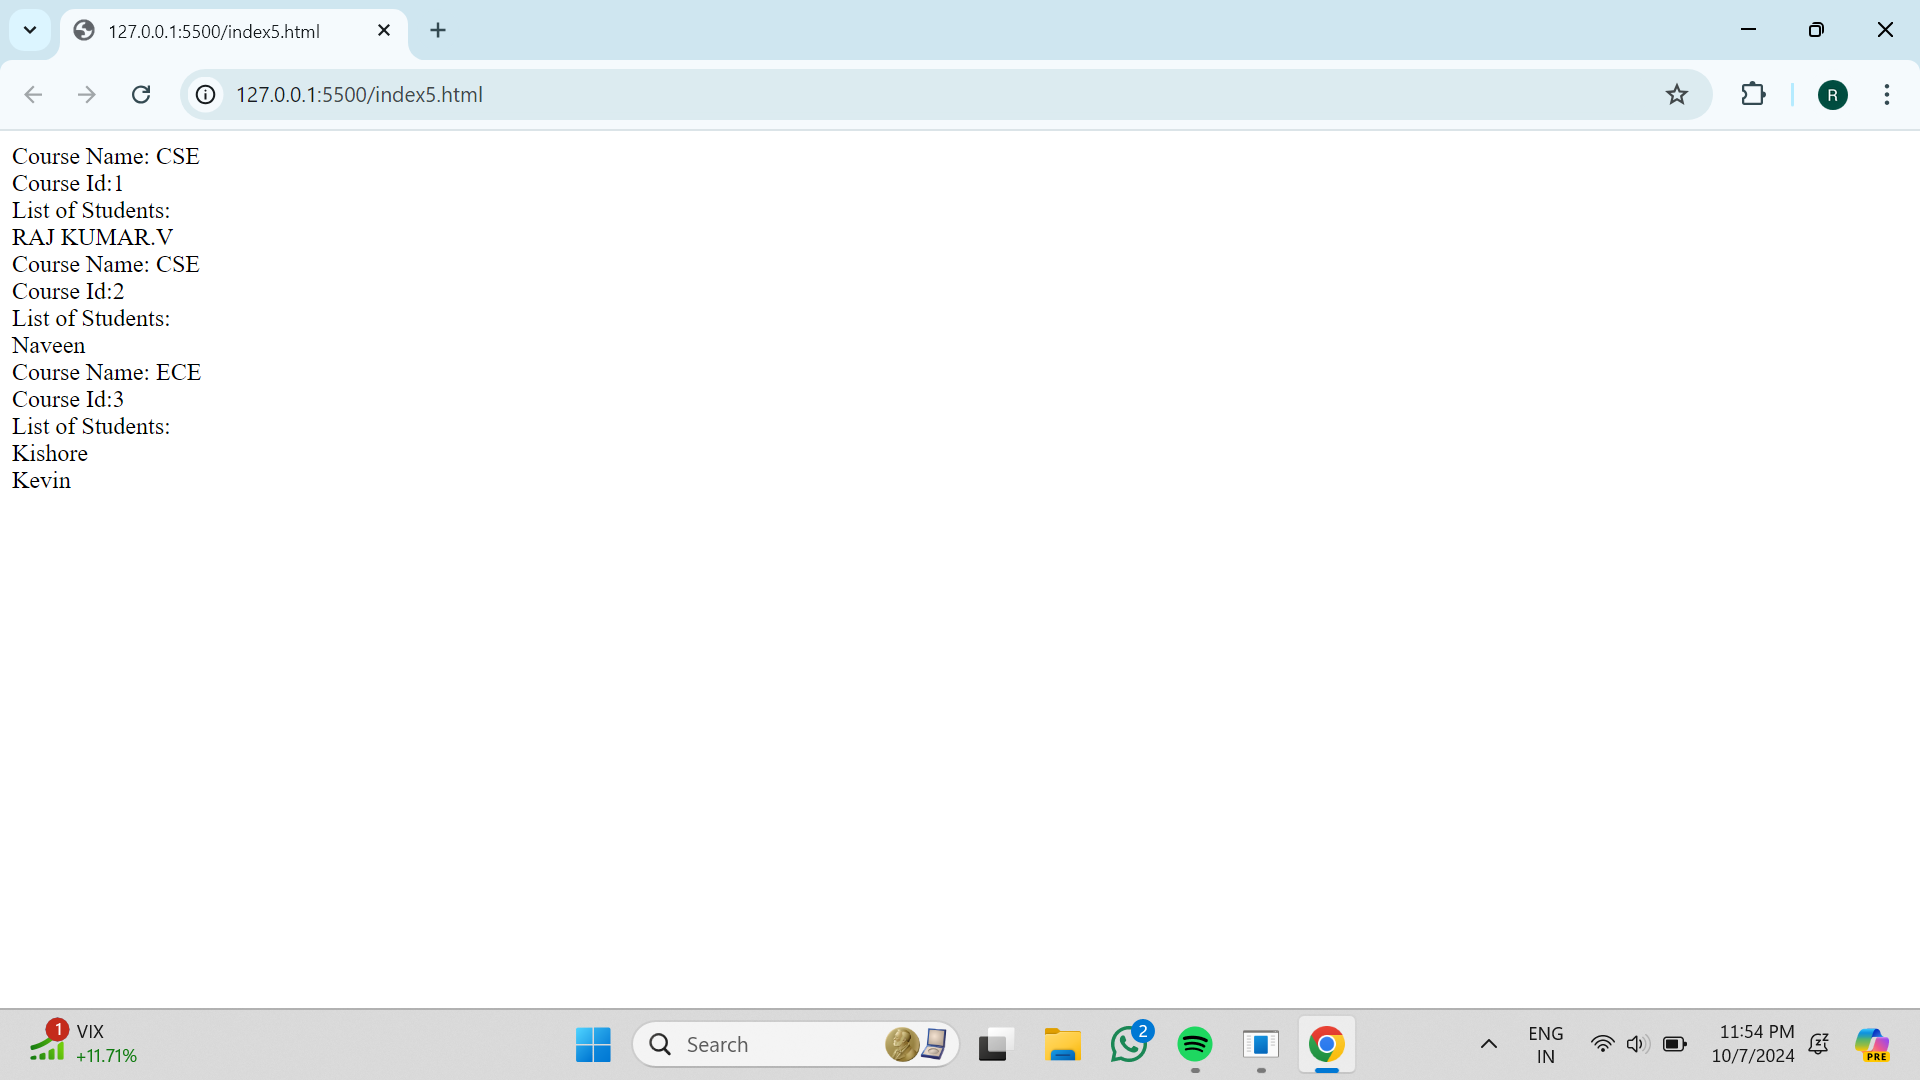 127.0.0.1:5500/index5.html
127.0.0.1:5500/index5.html
R
Course Name: CSE
Course Id:1
List of Students:
RAJ KUMAR.V
Course Name: CSE
Course Id:2
List of Students:
Naveen
Course Name: ECE
Course Id:3
List of Students:
Kishore
Kevin
1
VIX
+11.71%
Search
2
ENG
IN
11:54 PM
10/7/2024
PRE